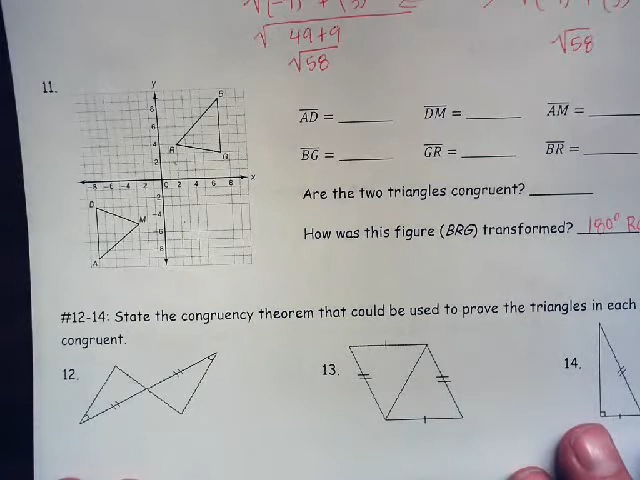 49+9
√58
√58
11.
AD = ______ DM = ______ AM = ______
BG = ______ GR = ______ BR = ______
Are the two triangles congruent? ______
How was this figure (BRG) transformed? 180°
#12-14: State the congruency theorem that could be used to prove the triangles in each
congruent.
12. 13. 14.